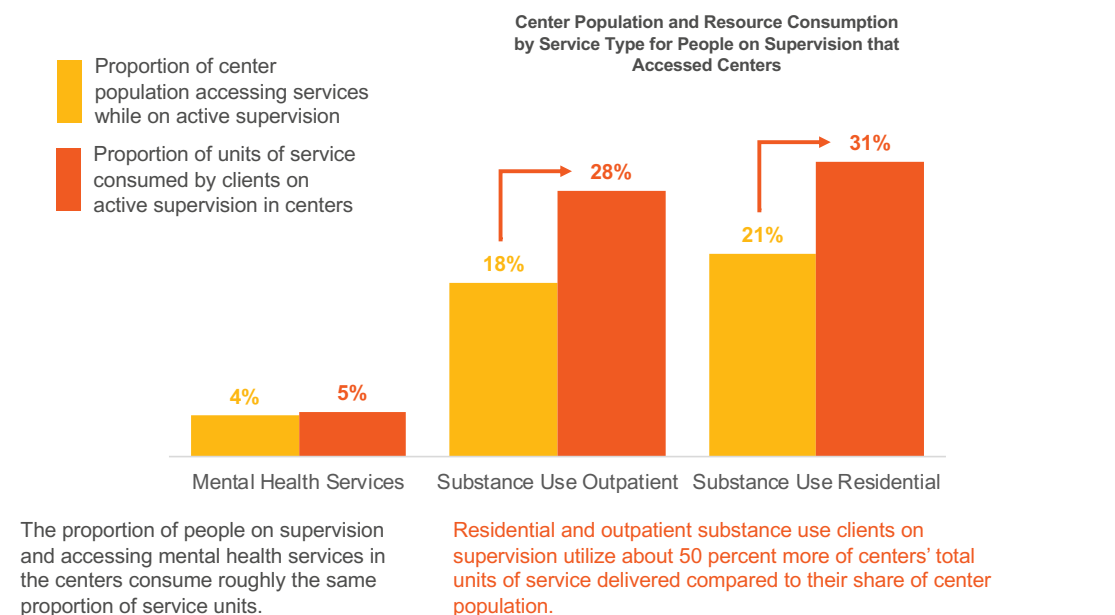 Center Population and Resource Consumption
by Service Type for People on Supervision that
Accessed Centers
Proportion of center
population accessing services
while on active supervision
Proportion of units of service
consumed by clients on
active supervision in centers
4%
5%
18%
28%
21%
31%
Mental Health Services
Substance Use Outpatient
Substance Use Residential
The proportion of people on supervision
and accessing mental health services in
the centers consume roughly the same
proportion of service units.
Residential and outpatient substance use clients on
supervision utilize about 50 percent more of centers’ total
units of service delivered compared to their share of center
population.